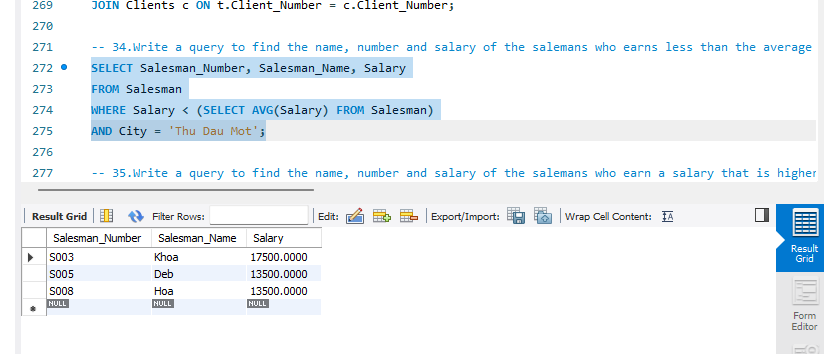 269 JOIN Clients c ON t.Client_Number = c.Client_Number;
270
271 -- 34.Write a query to find the name, number and salary of the salemans who earns less than the average
272 SELECT Salesman_Number, Salesman_Name, Salary
273 FROM Salesman
274 WHERE Salary < (SELECT AVG(Salary) FROM Salesman)
275 AND City = 'Thu Dau Mot';
276
277 -- 35.Write a query to find the name, number and salary of the salemans who earn a salary that is higher
Result Grid Filter Rows: Edit: Export/Import: Wrap Cell Content: IA
Salesman_Number Salesman_Name Salary
S003 Khoa 17500.0000
S005 Deb 13500.0000
S008 Hoa 13500.0000
NULL NULL NULL
Result
Grid
Form
Editor